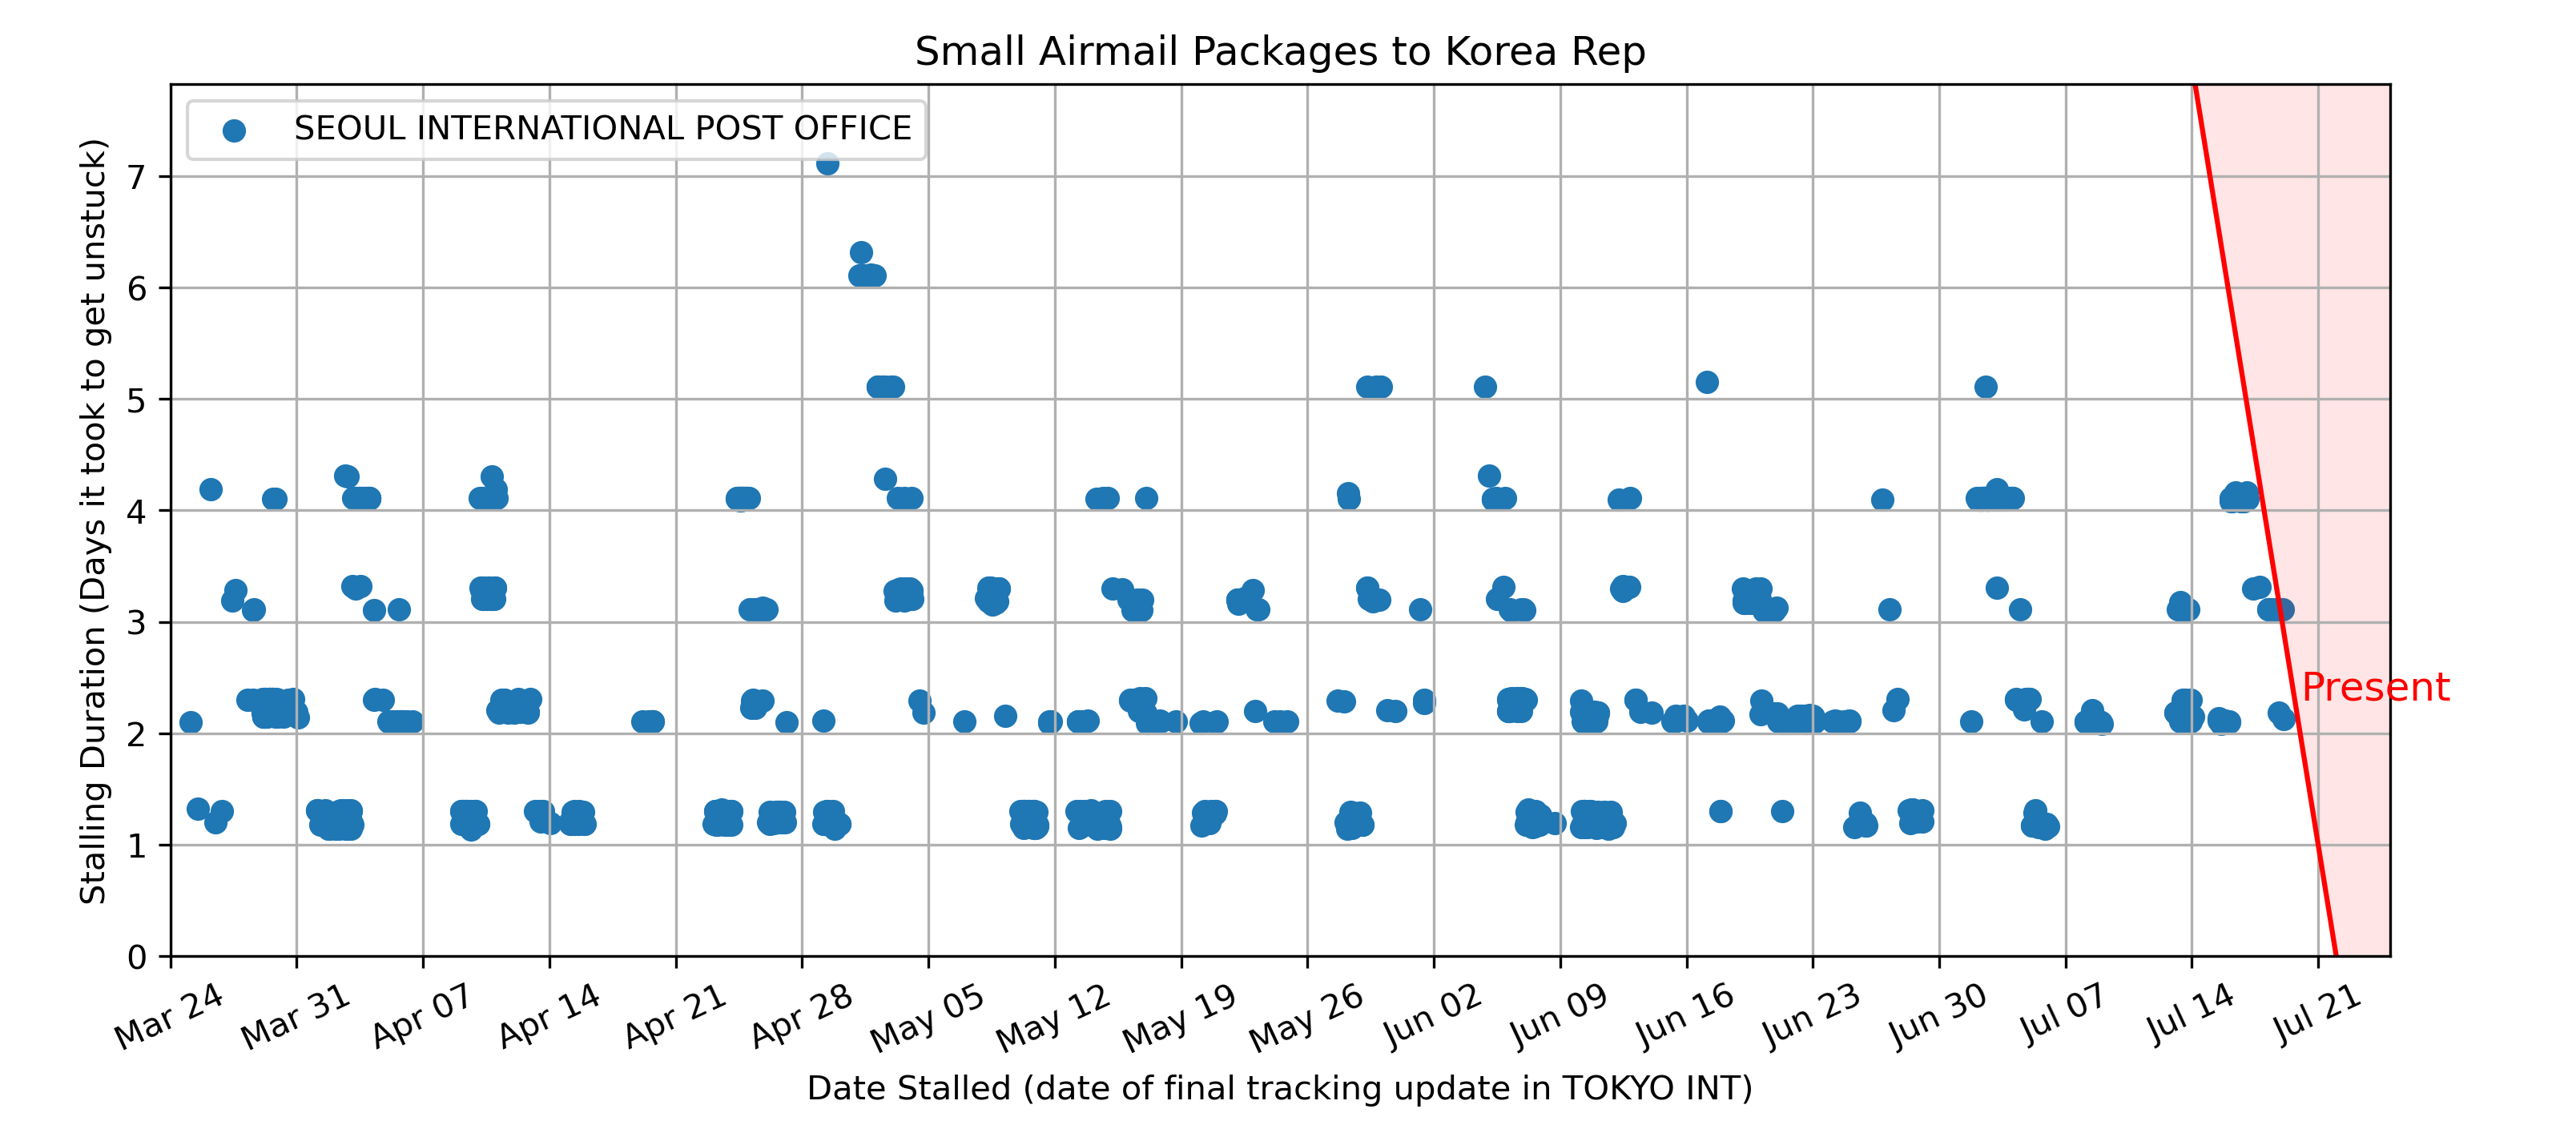 Small Airmail Packages to Korea Rep
SEOUL INTERNATIONAL POST OFFICE
Stalling Duration (Days it took to get unstuck)
7
6
5
4
3
2
1
0
Present
Mar 24
Mar 31
Apr 07
Apr 14
Apr 21
Apr 28
May 05
May 12
May 19
May 26
Jun 02
Jun 09
Jun 16
Jun 23
Jun 30
Jul 07
Jul 14
Jul 21
Date Stalled (date of final tracking update in TOKYO INT)